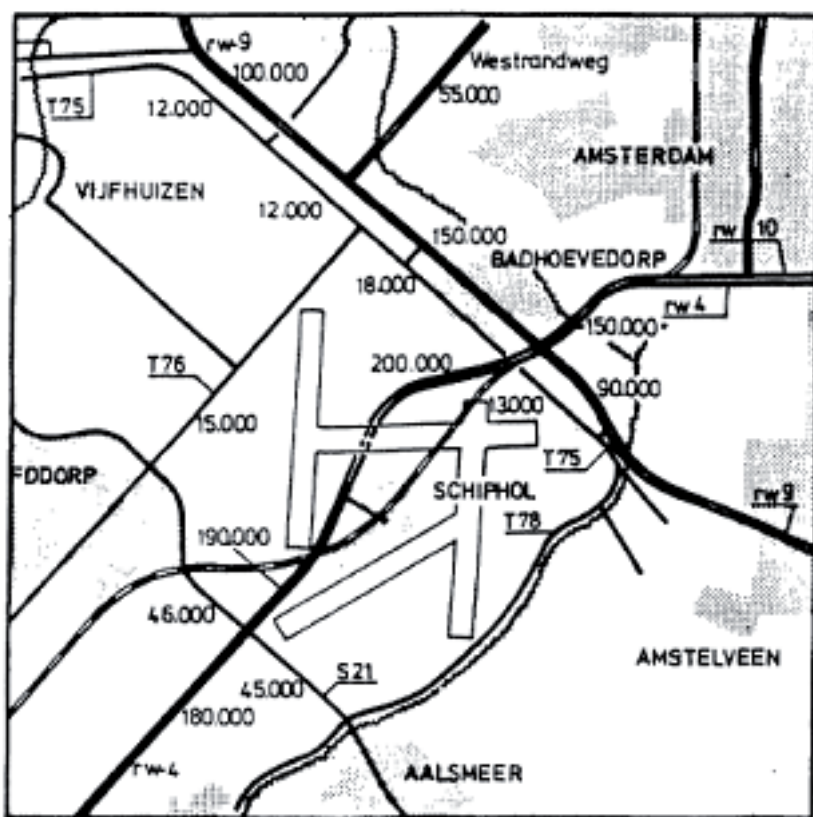 rw-9
100.000
Westrandweg
55.000
T75
12.000
AMSTERDAM
VIJFHUIZEN
12.000
150.000
rw 10
BADHOEVEDORP
18.000
rw 4
150.000
T76
200.000
90.000
15.000
13.000
T75
FDDORP
SCHIPHOL
rw 9
T78
190.000
46.000
AMSTELVEEN
S21
45.000
180.000
rw-4
AALSMEER